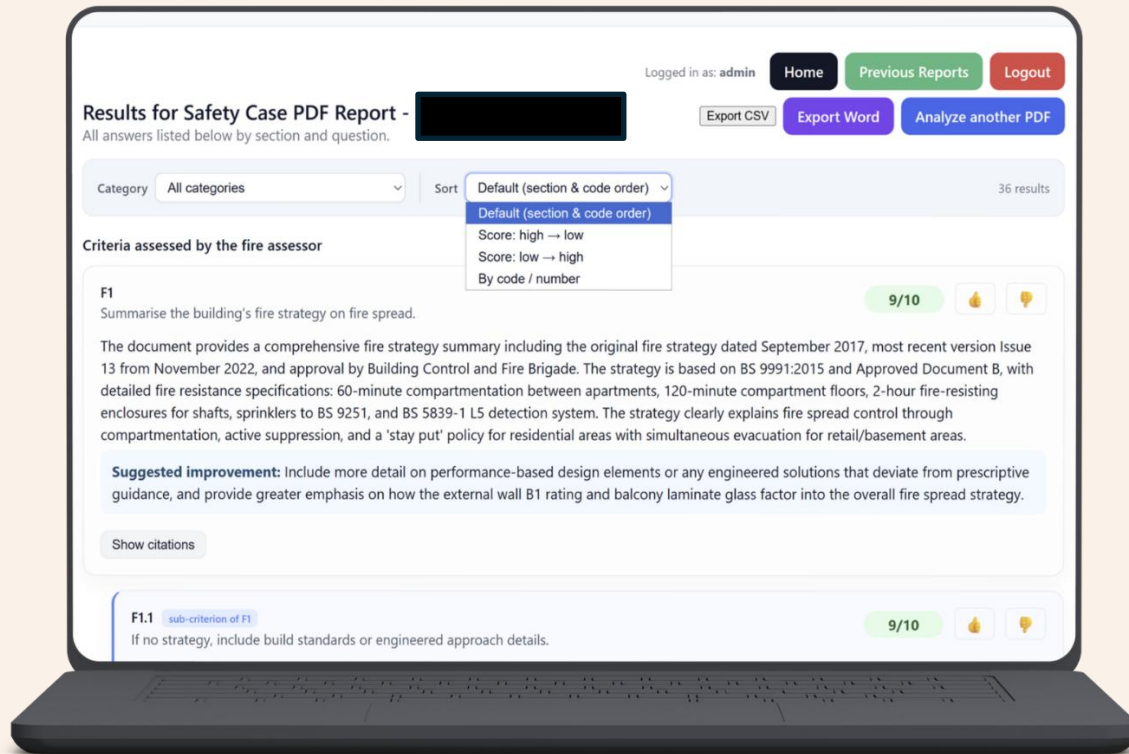 Logged in as: admin
Home
Previous Reports
Logout
Results for Safety Case PDF Report -
Export CSV
Export Word
Analyze another PDF
All answers listed below by section and question.
Category
All categories
Sort
Default (section & code order)
36 results
Default (section & code order)
Score: high → low
Score: low → high
By code / number
Criteria assessed by the fire assessor
F1
9/10
Summarise the building's fire strategy on fire spread.
The document provides a comprehensive fire strategy summary including the original fire strategy dated September 2017, most recent version Issue
13 from November 2022, and approval by Building Control and Fire Brigade. The strategy is based on BS 9991:2015 and Approved Document B, with
detailed fire resistance specifications: 60-minute compartmentation between apartments, 120-minute compartment floors, 2-hour fire-resisting
enclosures for shafts, sprinklers to BS 9251, and BS 5839-1 L5 detection system. The strategy clearly explains fire spread control through
compartmentation, active suppression, and a 'stay put' policy for residential areas with simultaneous evacuation for retail/basement areas.
Suggested improvement: Include more detail on performance-based design elements or any engineered solutions that deviate from prescriptive
guidance, and provide greater emphasis on how the external wall B1 rating and balcony laminate glass factor into the overall fire spread strategy.
Show citations
F1.1 sub-criterion of F1
9/10
If no strategy, include build standards or engineered approach details.